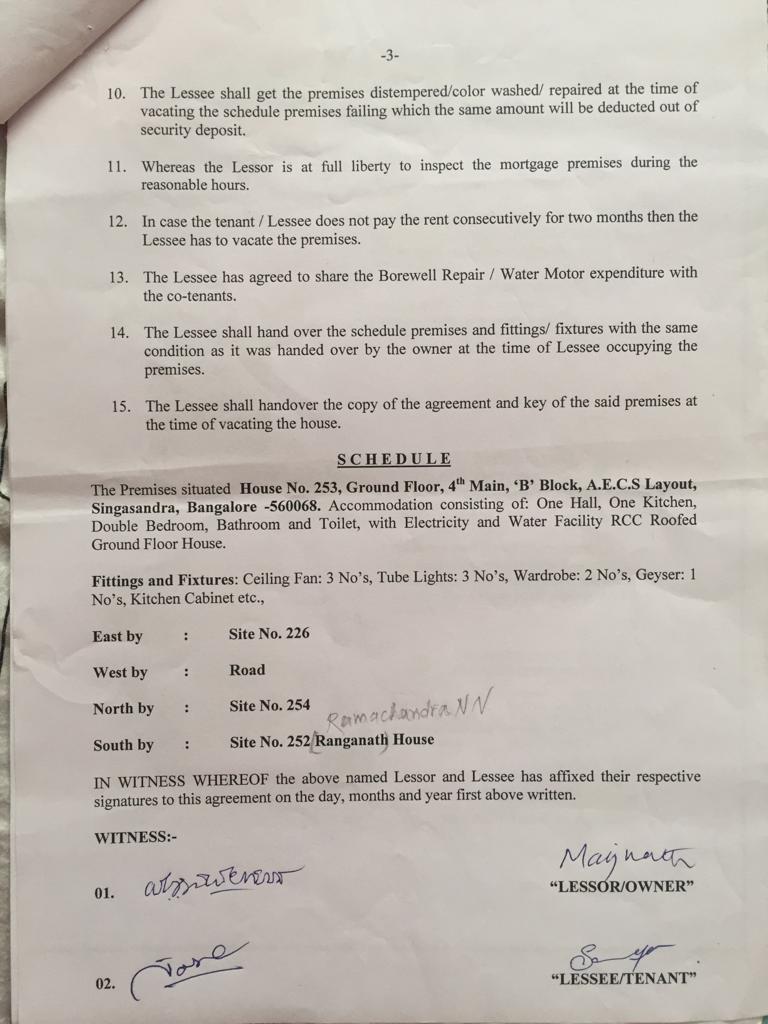 -3-
10. The Lessee shall get the premises distempered/color washed/ repaired at the time of
vacating the schedule premises failing which the same amount will be deducted out of
security deposit.
11. Whereas the Lessor is at full liberty to inspect the mortgage premises during the
reasonable hours.
12. In case the tenant / Lessee does not pay the rent consecutively for two months then the
Lessee has to vacate the premises.
13. The Lessee has agreed to share the Borewell Repair / Water Motor expenditure with
the co-tenants.
14. The Lessee shall hand over the schedule premises and fittings/ fixtures with the same
condition as it was handed over by the owner at the time of Lessee occupying the
premises.
15. The Lessee shall handover the copy of the agreement and key of the said premises at
the time of vacating the house.
SCHEDULE
The Premises situated House No. 253, Ground Floor, 4th Main, ‘B’ Block, A.E.C.S Layout,
Singasandra, Bangalore -560068. Accommodation consisting of: One Hall, One Kitchen,
Double Bedroom, Bathroom and Toilet, with Electricity and Water Facility RCC Roofed
Ground Floor House.
Fittings and Fixtures: Ceiling Fan: 3 No’s, Tube Lights: 3 No’s, Wardrobe: 2 No’s, Geyser: 1
No’s, Kitchen Cabinet etc.,
East by : Site No. 226
West by : Road
North by : Site No. 254
Ramachandra NN
South by : Site No. 252 (Ranganath) House
IN WITNESS WHEREOF the above named Lessor and Lessee has affixed their respective
signatures to this agreement on the day, months and year first above written.
WITNESS:-
01.
“LESSOR/OWNER”
02.
“LESSEE/TENANT”